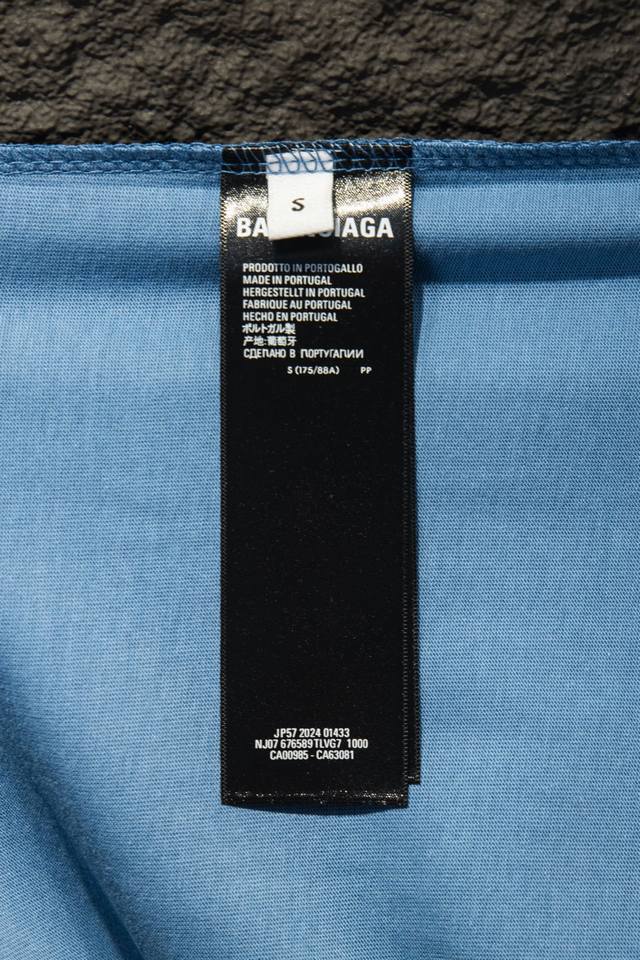 S
BALENCIAGA
PRODOTTO IN PORTOGALLO
MADE IN PORTUGAL
HERGESTELLT IN PORTUGAL
FABRIQUE AU PORTUGAL
HECHO EN PORTUGAL
ポルトガル製
产地:葡萄牙
СДЕЛАНО В ПОРТУГАЛИИ
S (175/88A) PP
JP57 2024 01433
NJ07 676589TLVG7 1000
CA00985 - CA63081